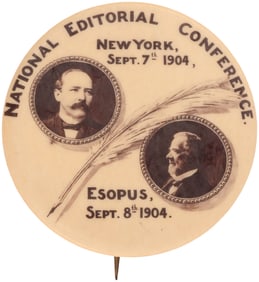 NATIONAL EDITORIAL CONFERENCE.
NEW YORK,
SEPT. 7th 1904,
ESOPUS,
SEPT. 8th 1904.